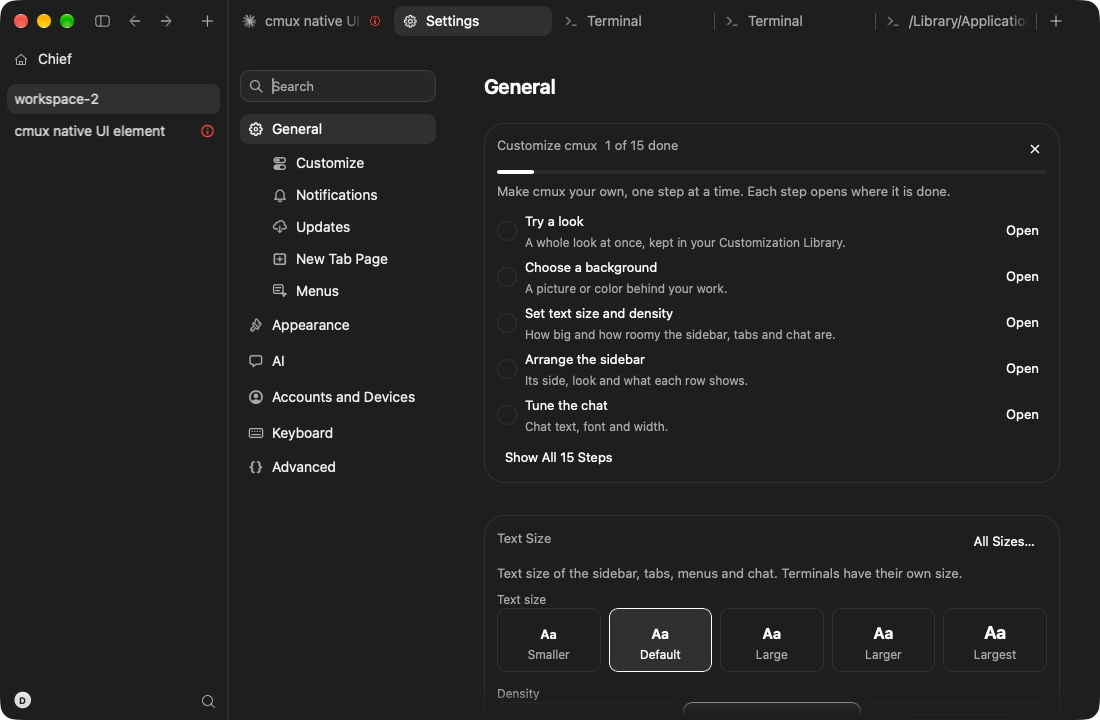 cmux native UI
Settings
Terminal
Terminal
/Library/Applicatio
Chief
workspace-2
cmux native UI element
D
Search
General
Customize
Notifications
Updates
New Tab Page
Menus
Appearance
AI
Accounts and Devices
Keyboard
Advanced
General
Customize cmux 1 of 15 done
Make cmux your own, one step at a time. Each step opens where it is done.
Try a look
A whole look at once, kept in your Customization Library.
Open
Choose a background
A picture or color behind your work.
Open
Set text size and density
How big and how roomy the sidebar, tabs and chat are.
Open
Arrange the sidebar
Its side, look and what each row shows.
Open
Tune the chat
Chat text, font and width.
Open
Show All 15 Steps
Text Size
All Sizes...
Text size of the sidebar, tabs, menus and chat. Terminals have their own size.
Text size
Aa
Smaller
Aa
Default
Aa
Large
Aa
Larger
Aa
Largest
Density